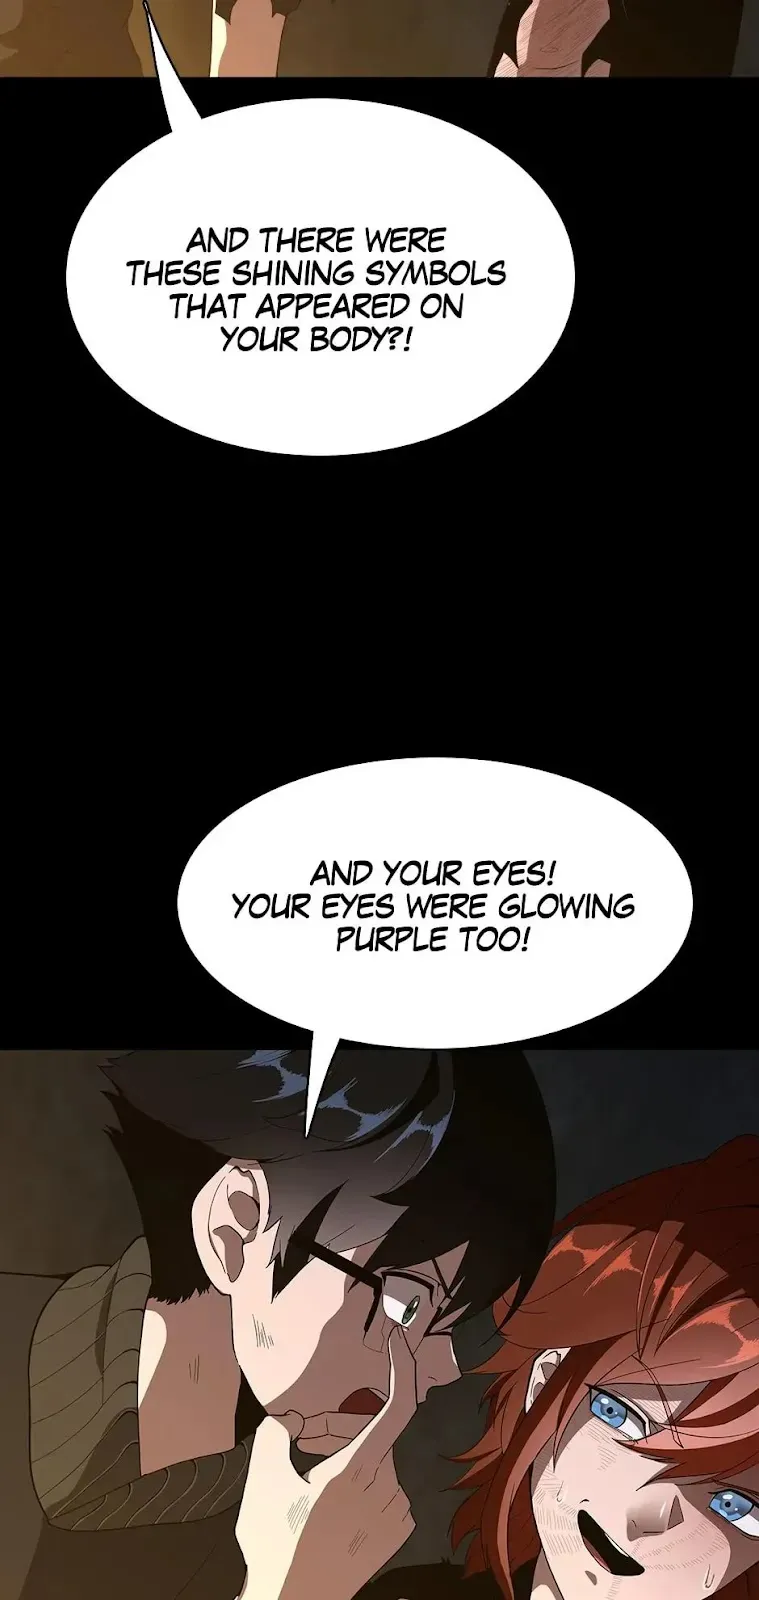 AND THERE WERE
THESE SHINING SYMBOLS
THAT APPEARED ON
YOUR BODY?!
AND YOUR EYES!
YOUR EYES WERE GLOWING
PURPLE TOO!